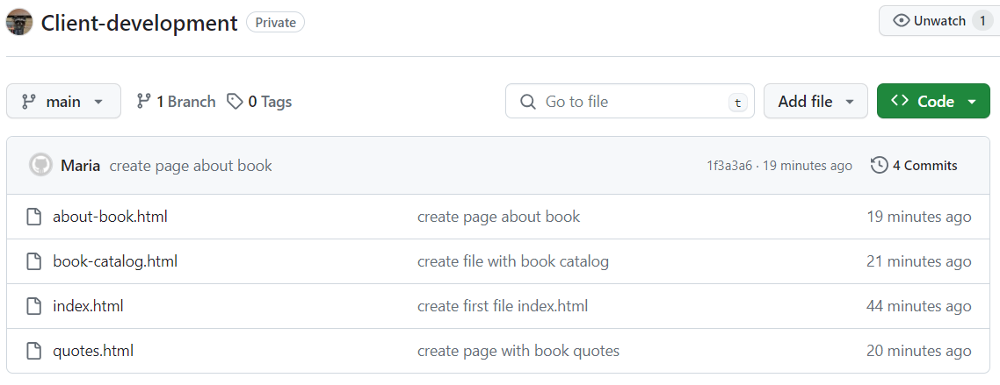 Client-development Private Unwatch 1
main 1 Branch 0 Tags Go to file t Add file Code
Maria create page about book 1f3a3a6 · 19 minutes ago 4 Commits
about-book.html create page about book 19 minutes ago
book-catalog.html create file with book catalog 21 minutes ago
index.html create first file index.html 44 minutes ago
quotes.html create page with book quotes 20 minutes ago